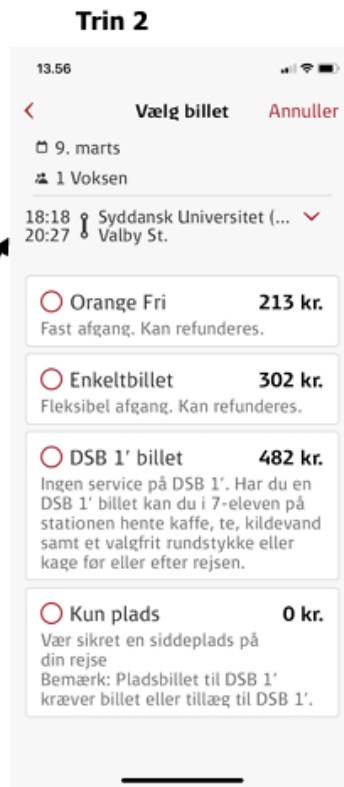 Trin 2
13.56
Vælg billet Annuller
9. marts
1 Voksen
18:18 Syddansk Universitet (...
20:27 Valby St.
Orange Fri 213 kr.
Fast afgang. Kan refunderes.
Enkeltbillet 302 kr.
Fleksibel afgang. Kan refunderes.
DSB 1' billet 482 kr.
Ingen service på DSB 1'. Har du en
DSB 1' billet kan du i 7-eleven på
stationen hente kaffe, te, kildevand
samt et valgfrit rundstykke eller
kage før eller efter rejsen.
Kun plads 0 kr.
Vær sikret en siddeplads på
din rejse
Bemærk: Pladsbillet til DSB 1'
kræver billet eller tillæg til DSB 1'.